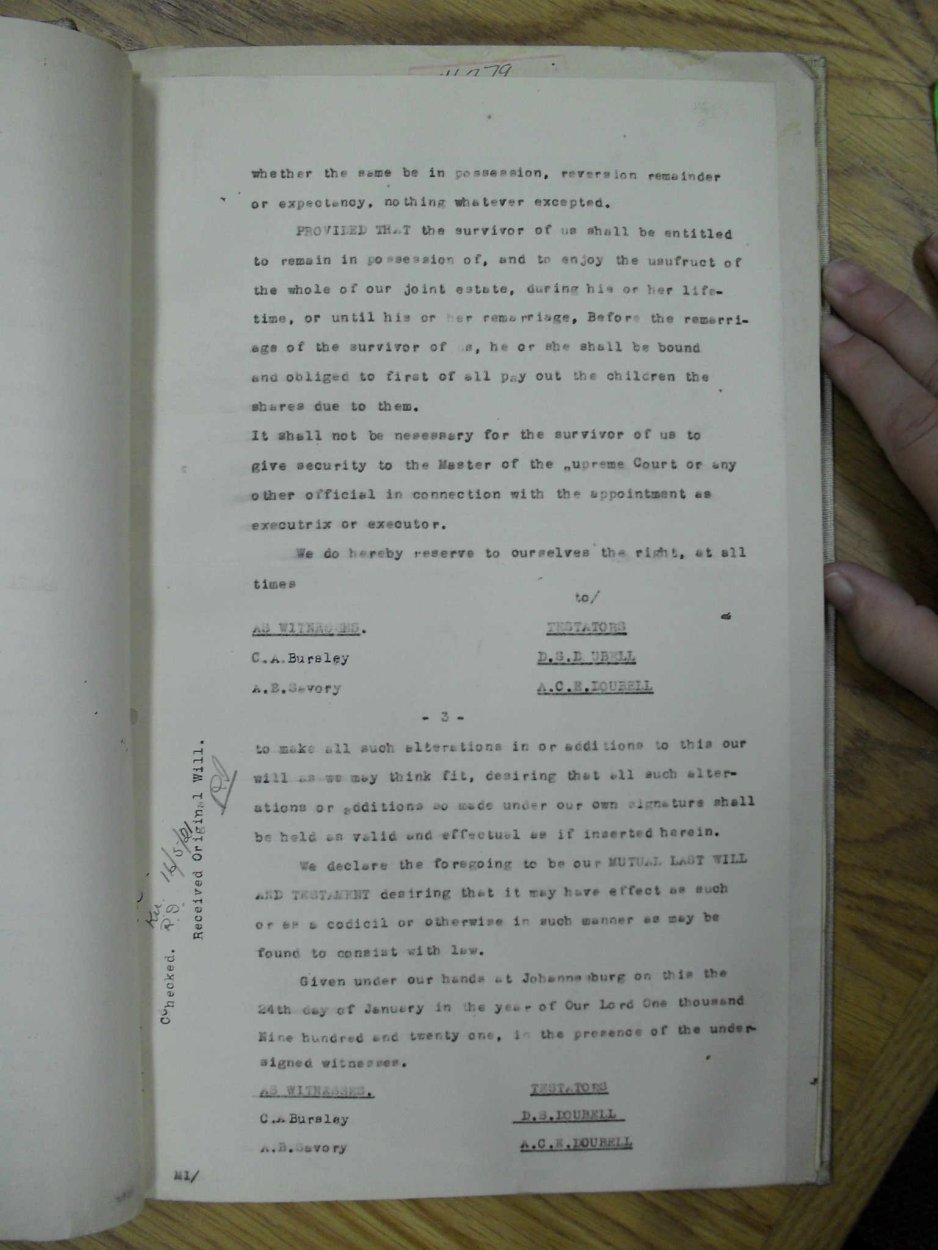 whether the same be in possession, reversion remainder
or expectancy, nothing whatever excepted.
PROVIDED THAT the survivor of us shall be entitled
to remain in possession of, and to enjoy the usufruct of
the whole of our joint estate, during his or her life-
time, or until his or her remarriage, Before the remarri-
age of the survivor of us, he or she shall be bound
and obliged to first of all pay out the children the
shares due to them.
It shall not be nesessary for the survivor of us to
give security to the Master of the Supreme Court or any
other official in connection with the appointment as
executrix or executor.
We do hereby reserve to ourselves the right, at all
times
to/
AS WITNESSES. TESTATORS
C.A.Bursley D.S.D UBELL
A.B.Savory A.C.E.DOUBELL
- 3 -
to make all such alterations in or additions to this our
will as we may think fit, desiring that all such alter-
ations or additions so made under our own signature shall
be held as valid and effectual as if inserted herein.
We declare the foregoing to be our MUTUAL LAST WILL
AND TESTAMENT desiring that it may have effect as such
or as a codicil or otherwise in such manner as may be
found to consist with law.
Given under our hands at Johannesburg on this the
24th day of January in the year of Our Lord One thousand
Nine hundred and twenty one, in the presence of the under-
signed witnesses.
AS WITNESSES. TESTATORS
C.A Bursley D.S.DOUBELL
A.B.Savory A.C.E.DOUBELL
M1/
Received Original Will.
Checked.